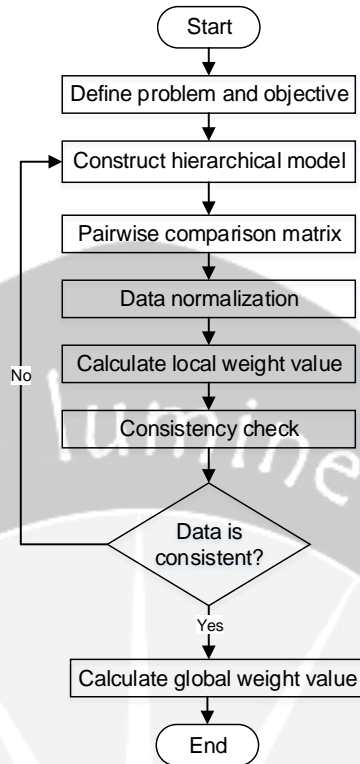 Start
Define problem and objective
Construct hierarchical model
Pairwise comparison matrix
Data normalization
Calculate local weight value
No
Consistency check
lumine
Data is
consistent?
Yes
Calculate global weight value
End